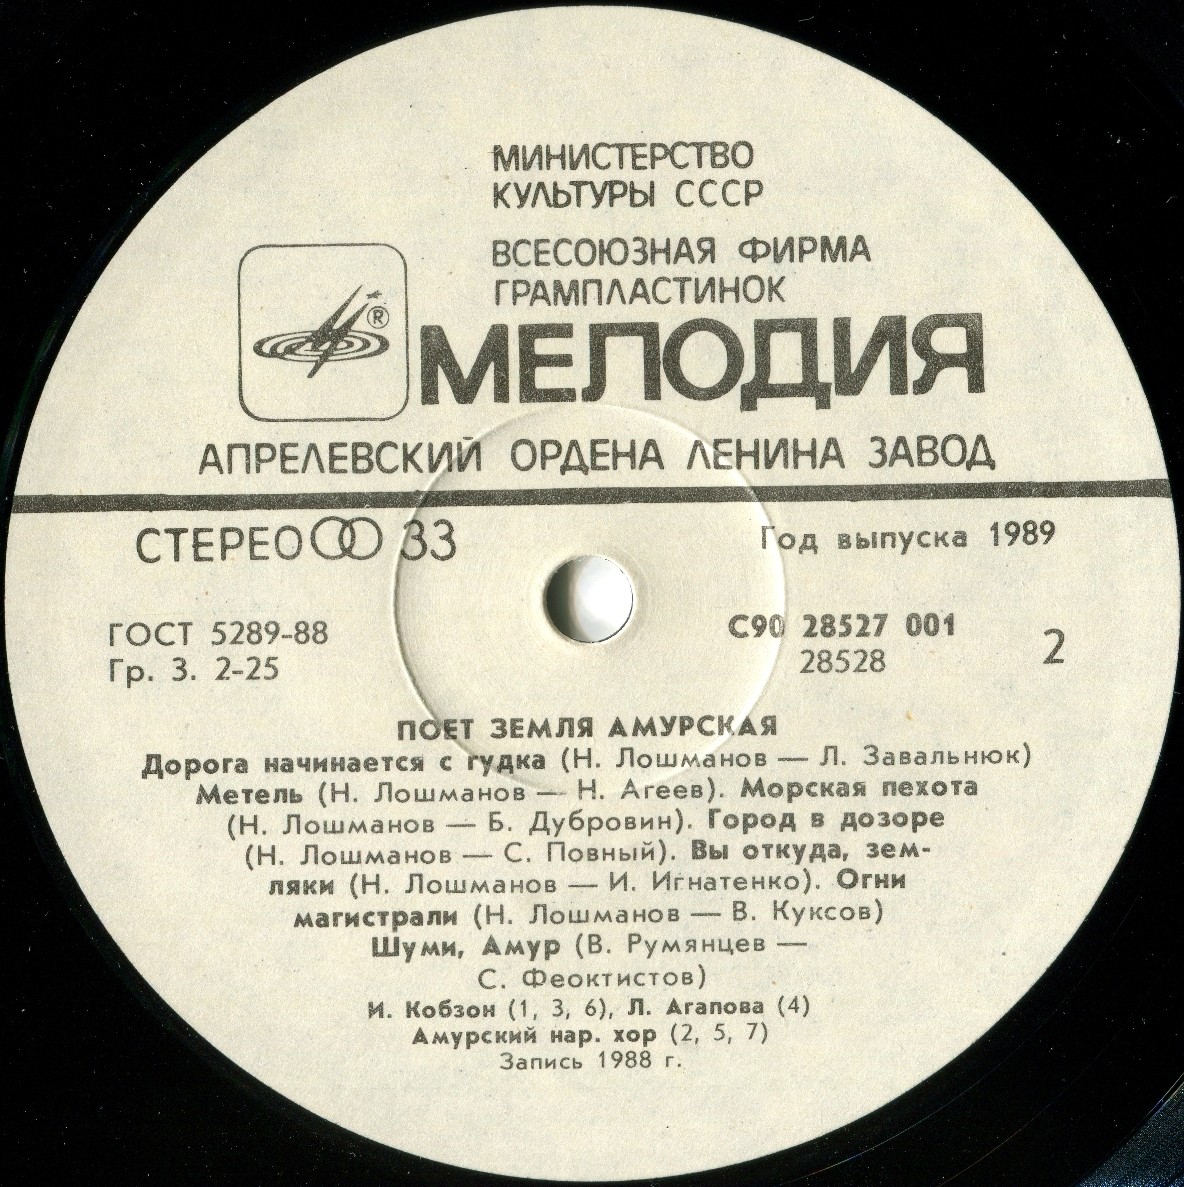 МИНИСТЕРСТВО
КУЛЬТУРЫ СССР
ВСЕСОЮЗНАЯ ФИРМА
ГРАМПЛАСТИНОК
®
МЕЛОДИЯ
АПРЕЛЕВСКИЙ ОРДЕНА ЛЕНИНА ЗАВОД
СТЕРЕО 33
Год выпуска 1989
ГОСТ 5289-88
Гр. 3. 2-25
С90 28527 001
28528
2
ПОЕТ ЗЕМЛЯ АМУРСКАЯ
Дорога начинается с гудка (Н. Лошманов — Л. Завальнюк)
Метель (Н. Лошманов — Н. Агеев). Морская пехота
(Н. Лошманов — Б. Дубровин). Город в дозоре
(Н. Лошманов — С. Повный). Вы откуда, зем-
ляки (Н. Лошманов — И. Игнатенко). Огни
магистрали (Н. Лошманов — В. Куксов)
Шуми, Амур (В. Румянцев —
С. Феоктистов)
И. Кобзон (1, 3, 6), Л. Агапова (4)
Амурский нар. хор (2, 5, 7)
Запись 1988 г.